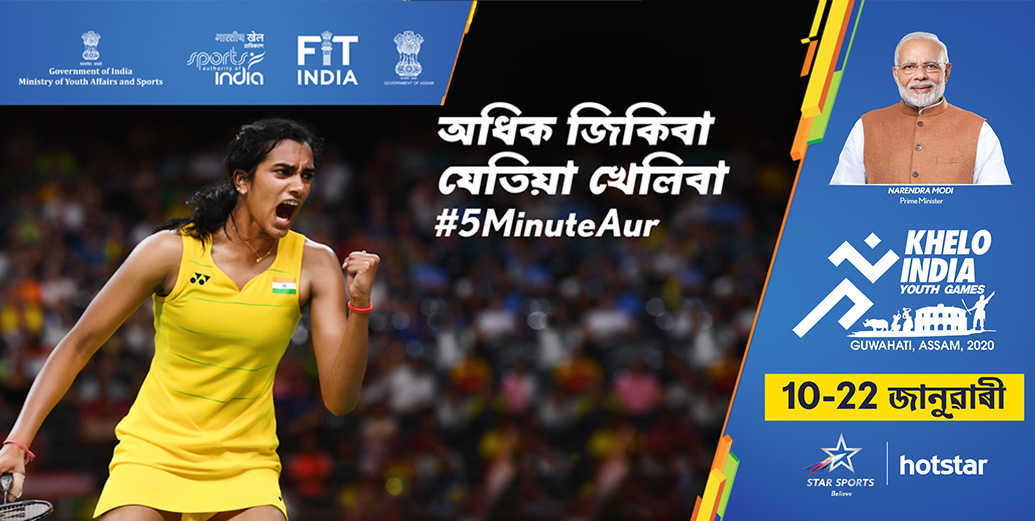 Government of India
Ministry of Youth Affairs and Sports
भारतीय खेल
प्राधिकरण
sports
authority of
india
FIT
INDIA
GOVERNMENT OF ASSAM
অধিক জিকিবা
যেতিয়া খেলিবা
#5MinuteAur
YONEX
NARENDRA MODI
Prime Minister
KHELO
INDIA
YOUTH GAMES
GUWAHATI, ASSAM, 2020
10-22 জানুৱাৰী
STAR SPORTS
Believe
hotstar